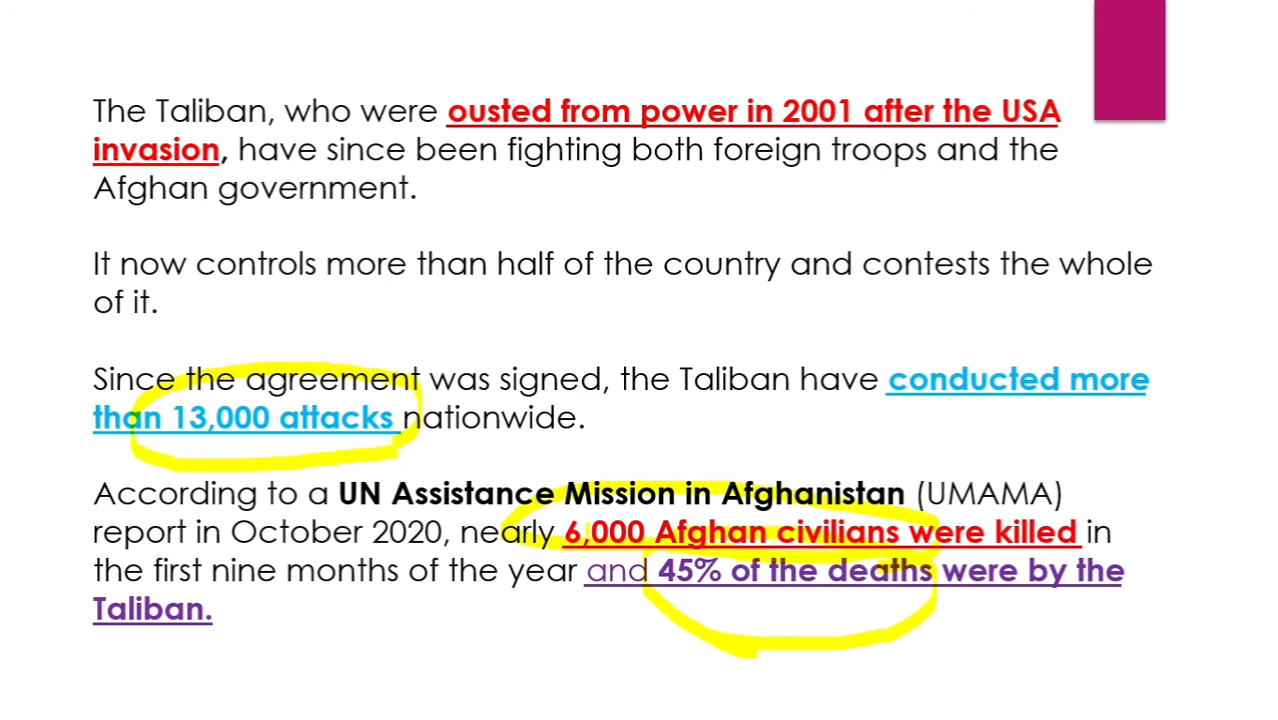 The Taliban, who were ousted from power in 2001 after the USA
invasion, have since been fighting both foreign troops and the
Afghan government.
It now controls more than half of the country and contests the whole
of it.
Since the agreement was signed, the Taliban have conducted more
than 13,000 attacks nationwide.
According to a UN Assistance Mission in Afghanistan (UMAMA)
report in October 2020, nearly 6,000 Afghan civilians were killed in
the first nine months of the year and 45% of the deaths were by the
Taliban.